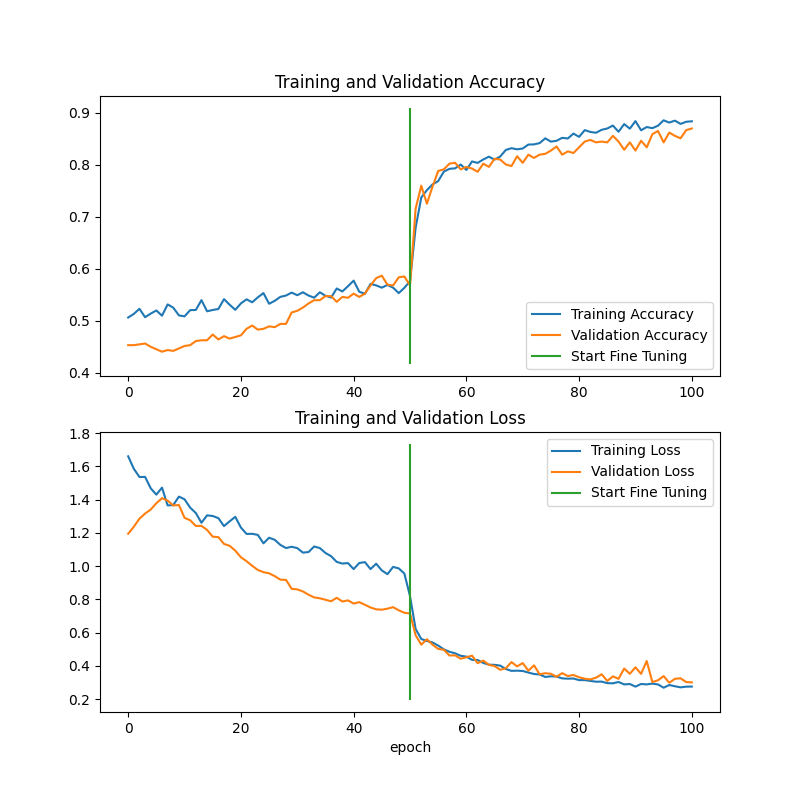 Training and Validation Accuracy
0.9
0.8
0.7
0.6
0.5
0.4
Training Accuracy
Validation Accuracy
Start Fine Tuning
0 20 40 60 80 100
Training and Validation Loss
1.8
1.6
1.4
1.2
1.0
0.8
0.6
0.4
0.2
Training Loss
Validation Loss
Start Fine Tuning
0 20 40 60 80 100
epoch